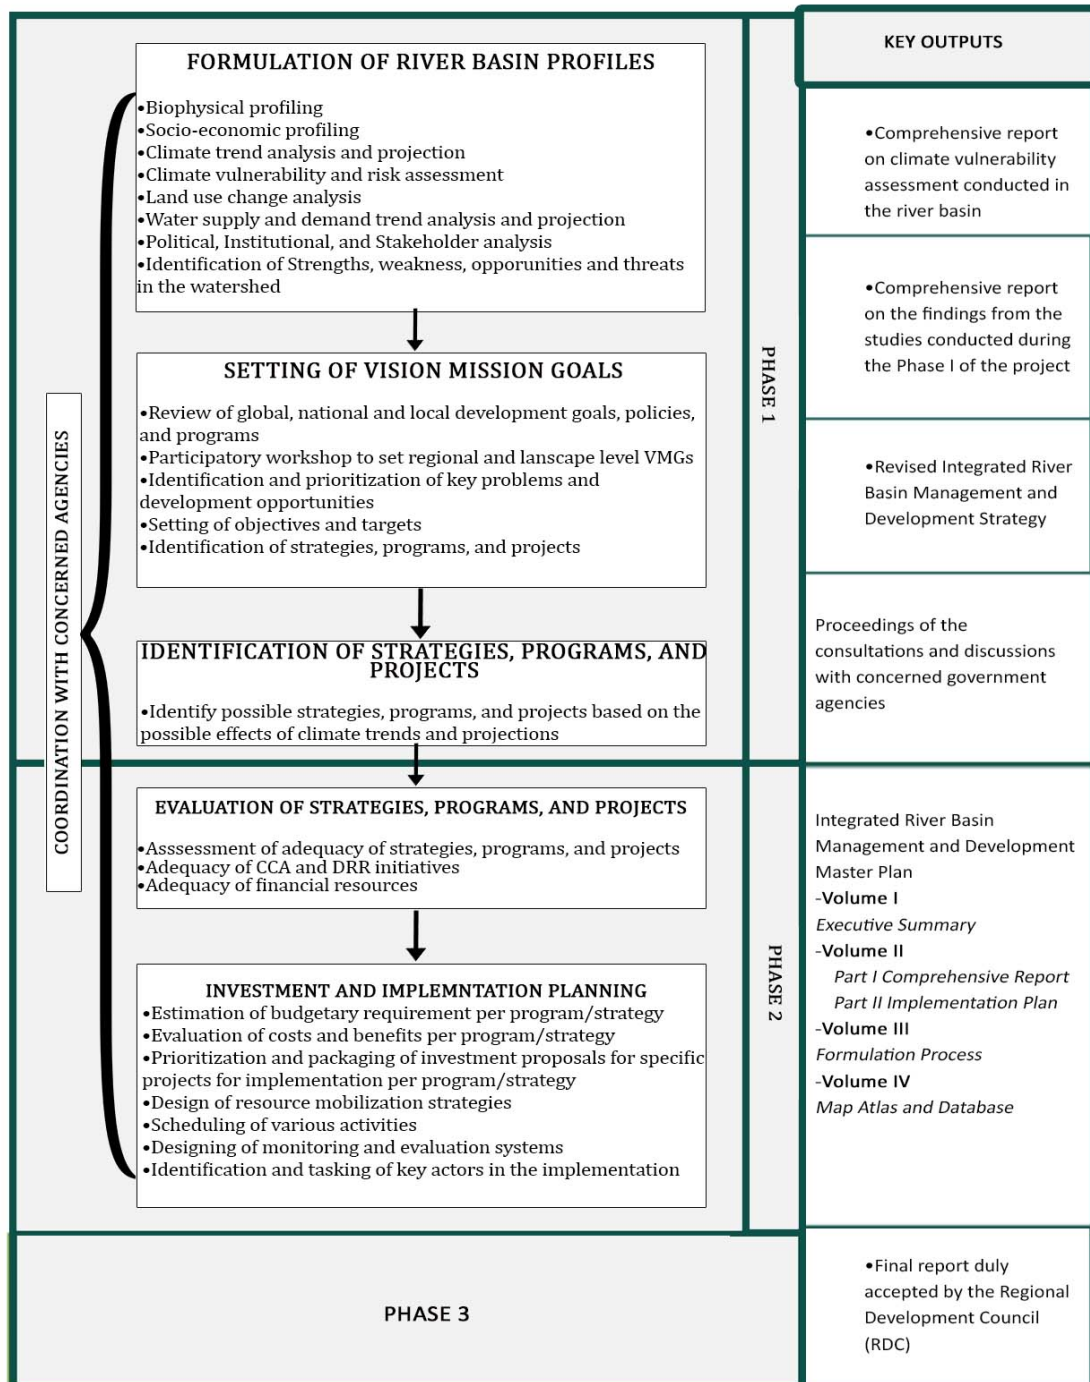 FORMULATION OF RIVER BASIN PROFILES
•Biophysical profiling
•Socio-economic profiling
•Climate trend analysis and projection
•Climate vulnerability and risk assessment
•Land use change analysis
•Water supply and demand trend analysis and projection
•Political, Institutional, and Stakeholder analysis
•Identification of Strengths, weakness, opporunities and threats
in the watershed
SETTING OF VISION MISSION GOALS
•Review of global, national and local development goals, policies,
and programs
•Participatory workshop to set regional and lanscape level VMGs
•Identification and prioritization of key problems and
development opportunities
•Setting of objectives and targets
•Identification of strategies, programs, and projects
IDENTIFICATION OF STRATEGIES, PROGRAMS, AND
PROJECTS
•Identify possible strategies, programs, and projects based on the
possible effects of climate trends and projections
EVALUATION OF STRATEGIES, PROGRAMS, AND PROJECTS
•Asssessment of adequacy of strategies, programs, and projects
•Adequacy of CCA and DRR initiatives
•Adequacy of financial resources
INVESTMENT AND IMPLEMNTATION PLANNING
•Estimation of budgetary requirement per program/strategy
•Evaluation of costs and benefits per program/strategy
•Prioritization and packaging of investment proposals for specific
projects for implementation per program/strategy
•Design of resource mobilization strategies
•Scheduling of various activities
•Designing of monitoring and evaluation systems
•Identification and tasking of key actors in the implementation
COORDINATION WITH CONCERNED AGENCIES
PHASE 1
PHASE 2
PHASE 3
KEY OUTPUTS
•Comprehensive report
on climate vulnerability
assessment conducted in
the river basin
•Comprehensive report
on the findings from the
studies conducted during
the Phase I of the project
•Revised Integrated River
Basin Management and
Development Strategy
Proceedings of the
consultations and discussions
with concerned government
agencies
Integrated River Basin
Management and Development
Master Plan
-Volume I
Executive Summary
-Volume II
Part I Comprehensive Report
Part II Implementation Plan
-Volume III
Formulation Process
-Volume IV
Map Atlas and Database
•Final report duly
accepted by the Regional
Development Council
(RDC)